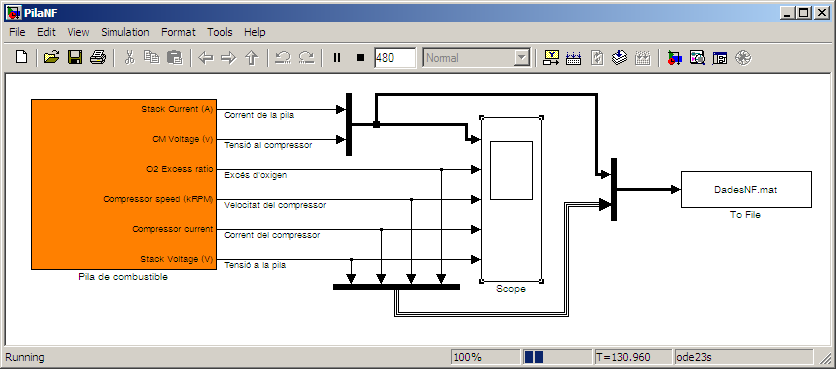 PilaNF
File Edit View Simulation Format Tools Help
480 Normal
Stack Current (A)
Corrent de la pila
CM Voltage (v)
Tensió al compressor
O2 Excess ratio
Excés d'oxigen
Compressor speed (kRPM)
Velocitat del compressor
Compressor current
Corrent del compressor
Stack Voltage (V)
Tensió a la pila
Pila de combustible
Scope
DadesNF.mat
To File
Running 100% T=130.960 ode23s